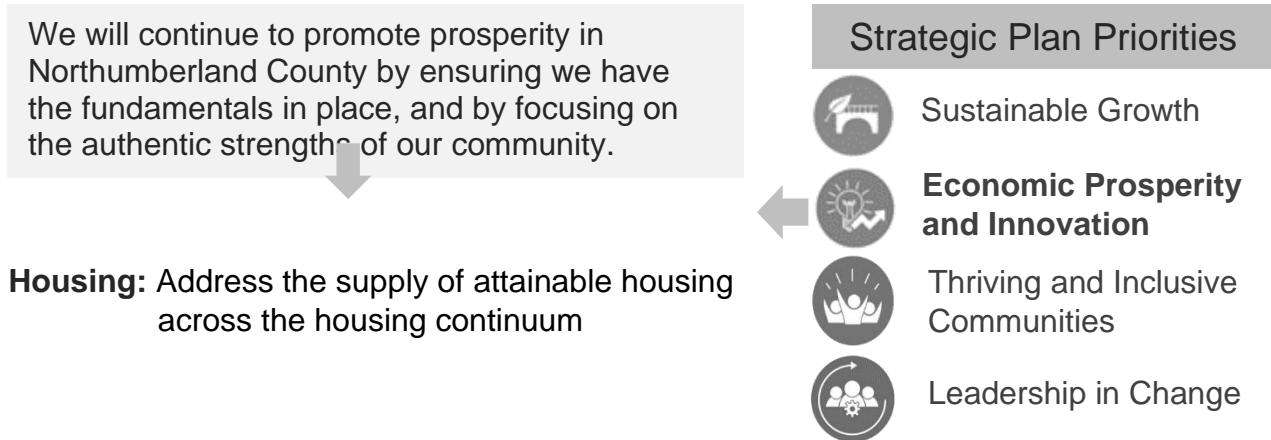 We will continue to promote prosperity in
Northumberland County by ensuring we have
the fundamentals in place, and by focusing on
the authentic strengths of our community.
Housing: Address the supply of attainable housing
across the housing continuum
Strategic Plan Priorities
Sustainable Growth
Economic Prosperity
and Innovation
Thriving and Inclusive
Communities
Leadership in Change